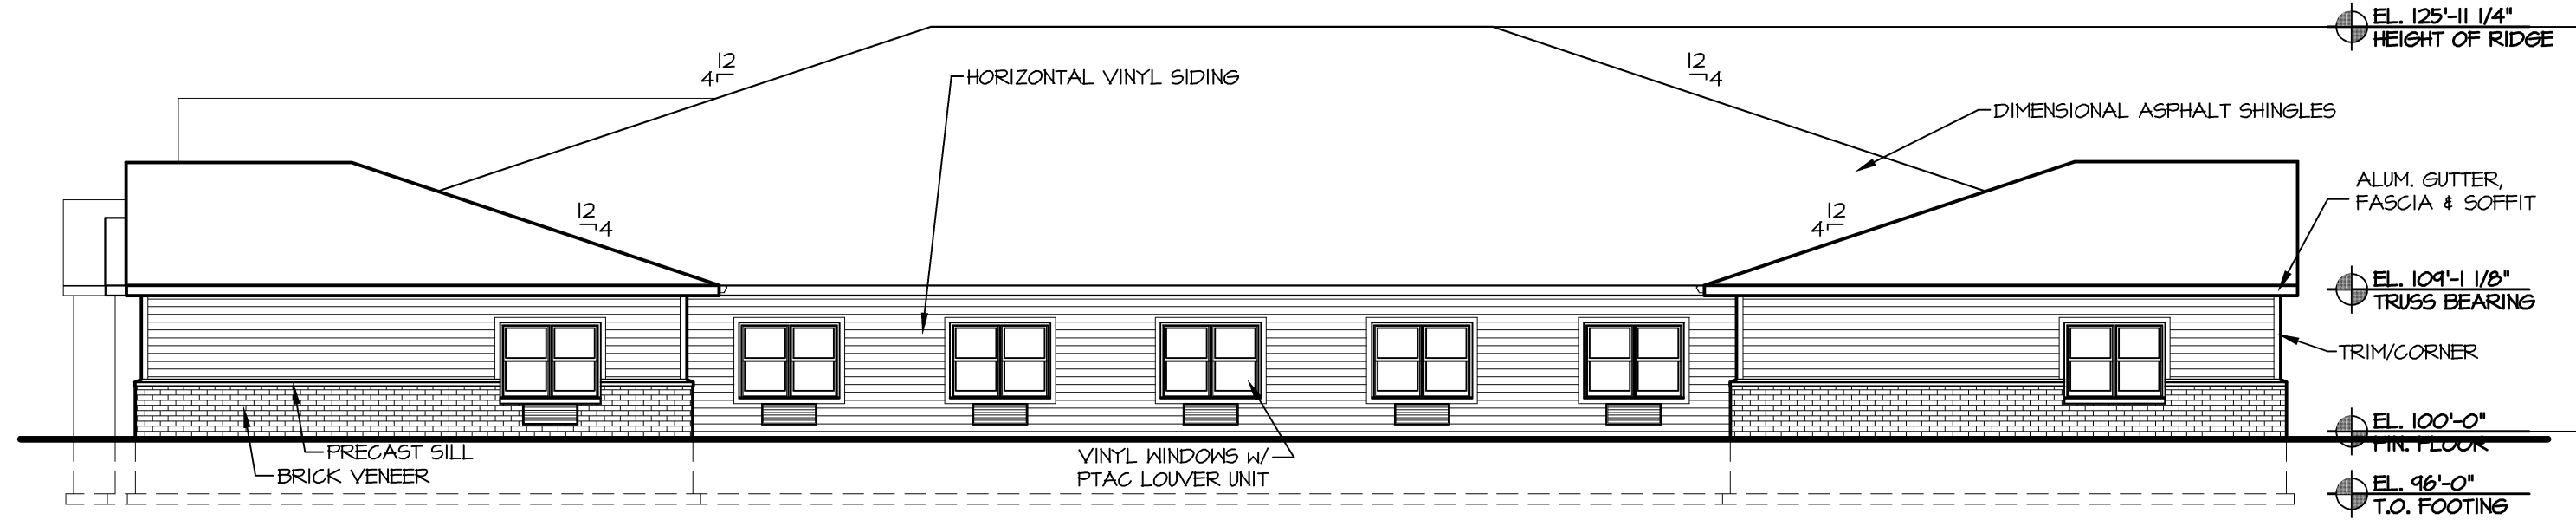 EL. 125'-11 1/4"
HEIGHT OF RIDGE
12
4
12
4
HORIZONTAL VINYL SIDING
DIMENSIONAL ASPHALT SHINGLES
ALUM. GUTTER,
FASCIA & SOFFIT
12
4
12
4
EL. 109'-1 1/8"
TRUSS BEARING
TRIM/CORNER
EL. 100'-0"
FIN. FLOOR
PRECAST SILL
BRICK VENEER
VINYL WINDOWS w/
PTAC LOUVER UNIT
EL. 96'-0"
T.O. FOOTING